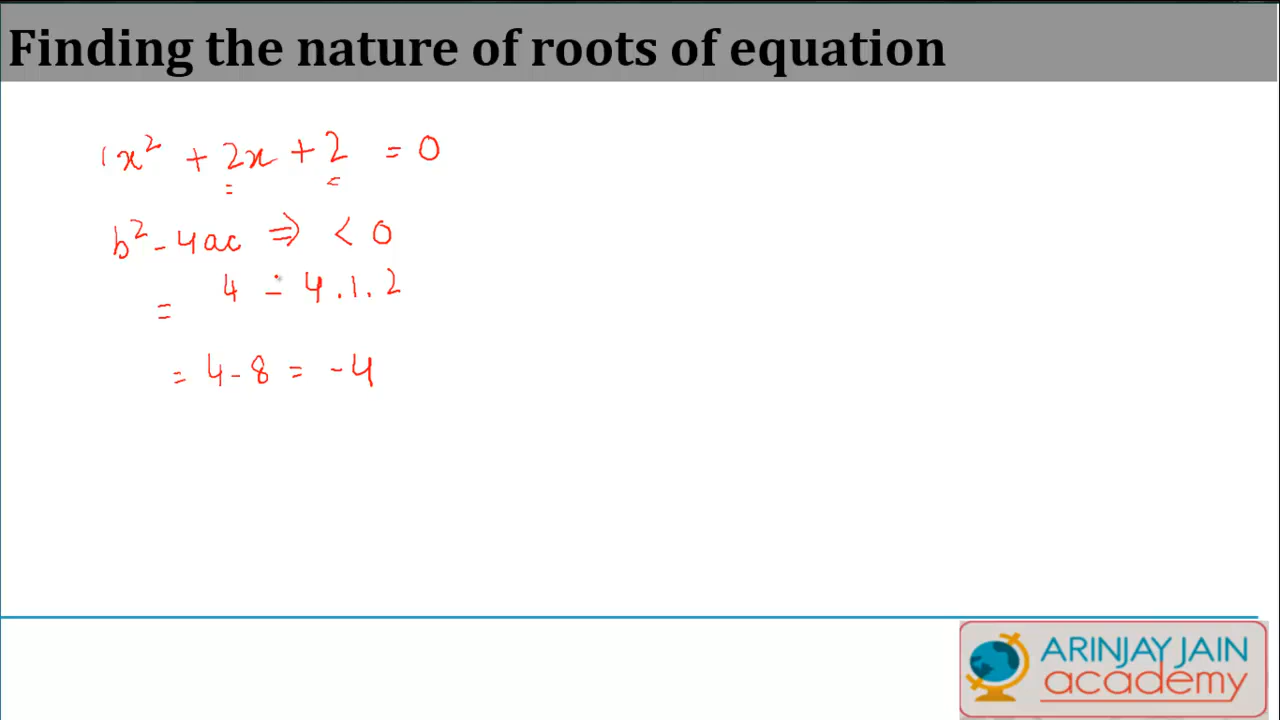 Finding the nature of roots of equation
1x² + 2x + 2 = 0
b² - 4ac ⇒ < 0
= 4 - 4.1.2
= 4 - 8 = -4
ARINJAY JAIN
academy